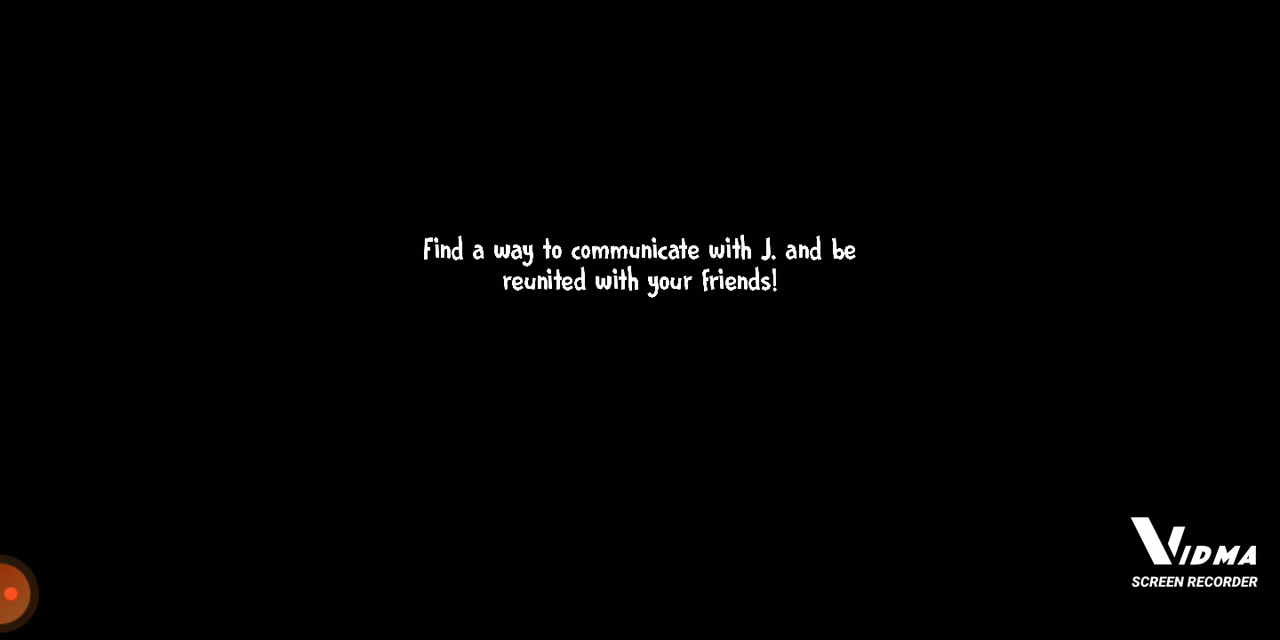 Find a way to communicate with J. and be
reunited with your friends!
VIDMA
SCREEN RECORDER